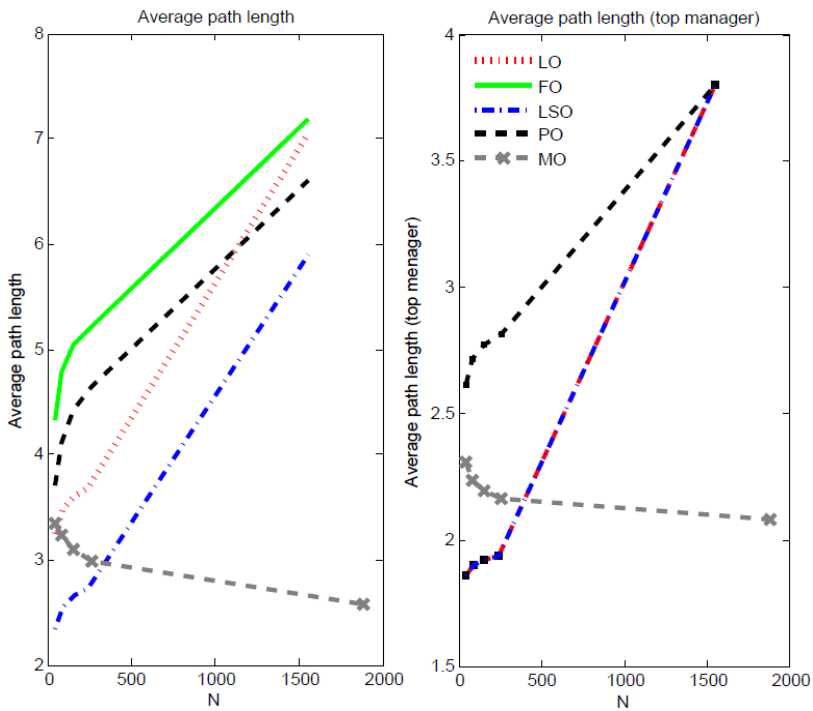 Average path length
8
7
6
5
4
3
2
0
500
1000
1500
2000
N
Average path length
Average path length (top manager)
4
3.5
3
2.5
2
1.5
0
500
1000
1500
2000
N
Average path length (top menager)
LO
FO
LSO
PO
MO